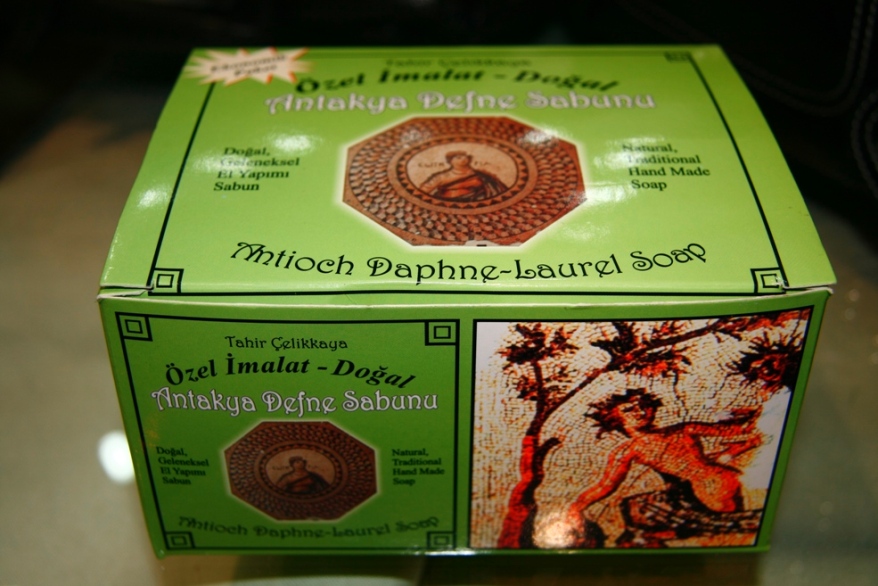 Ekonomik
Paket
Tahir Çelikkaya
Özel İmalat - Doğal
Antakya Defne Sabunu
Doğal,
Geleneksel
El Yapımı
Sabun
Natural,
Traditional
Hand Made
Soap
Antioch Daphne-Laurel Soap
Tahir Çelikkaya
Özel İmalat - Doğal
Antakya Defne Sabunu
Doğal,
Geleneksel
El Yapımı
Sabun
Natural,
Traditional
Hand Made
Soap
Antioch Daphne-Laurel Soap